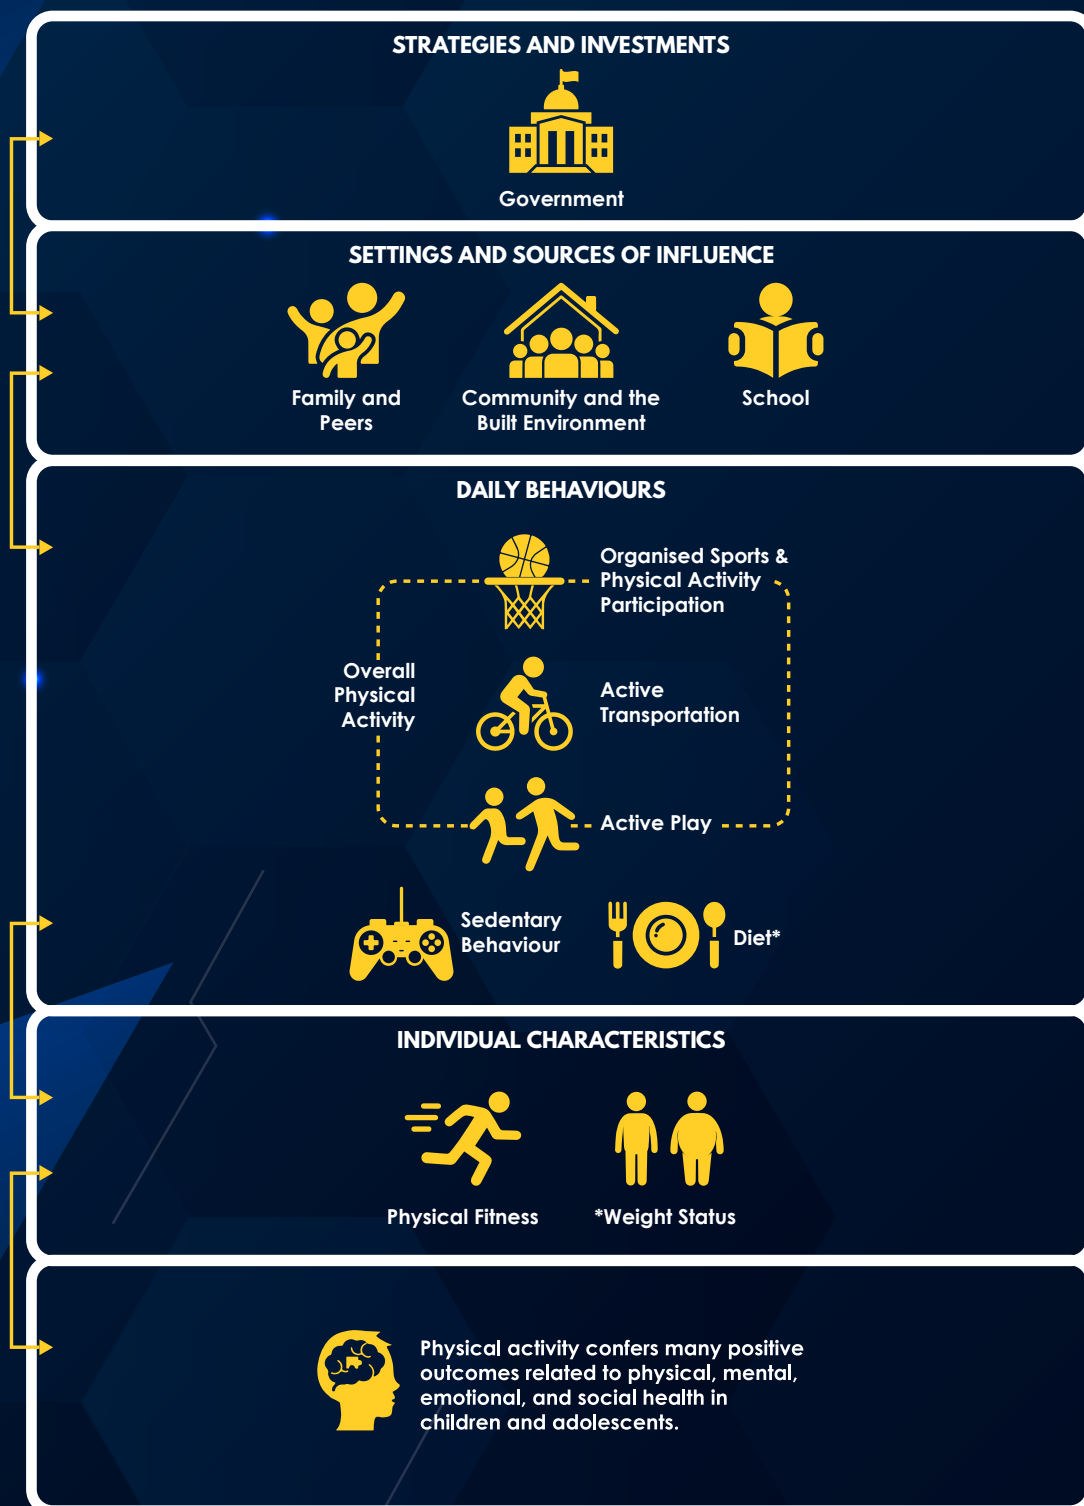 STRATEGIES AND INVESTMENTS
Government
SETTINGS AND SOURCES OF INFLUENCE
Family and
Peers
Community and the
Built Environment
School
DAILY BEHAVIOURS
Organised Sports &
Physical Activity
Participation
Overall
Physical
Activity
Active
Transportation
Active Play
Sedentary
Behaviour
Diet*
INDIVIDUAL CHARACTERISTICS
Physical Fitness
*Weight Status
Physical activity confers many positive
outcomes related to physical, mental,
emotional, and social health in
children and adolescents.